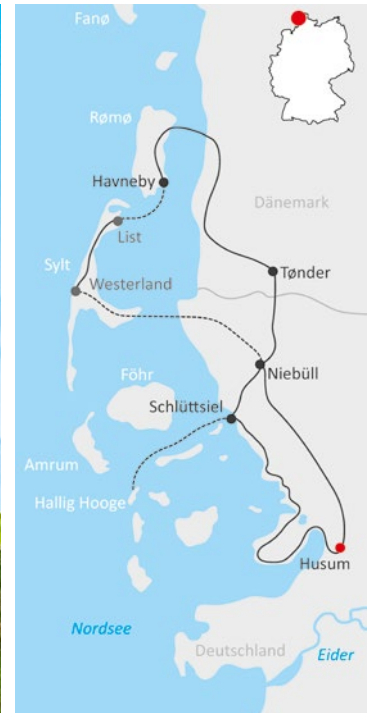 Fanø
Rømø
Havneby
Dänemark
List
Sylt
Westerland
Tønder
Niebüll
Föhr
Schlüttsiel
Amrum
Hallig Hooge
Husum
Nordsee
Deutschland
Eider